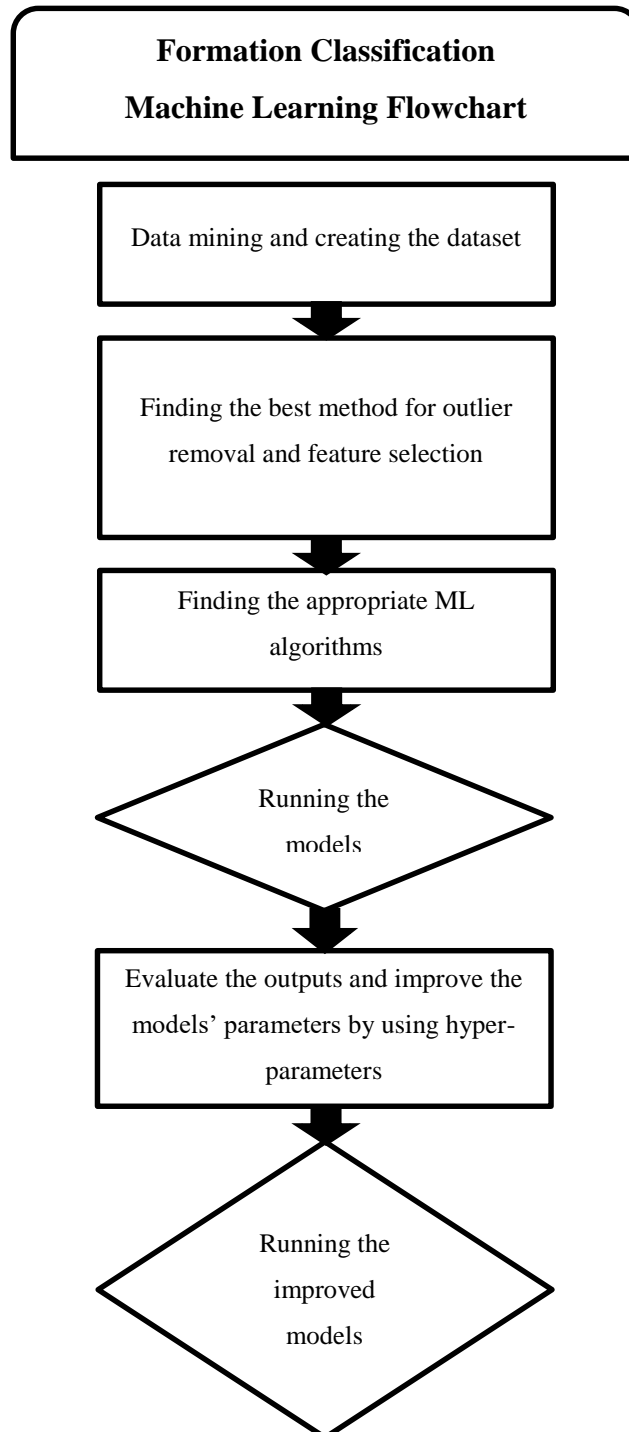 Formation Classification
Machine Learning Flowchart
Data mining and creating the dataset
Finding the best method for outlier
removal and feature selection
Finding the appropriate ML
algorithms
Running the
models
Evaluate the outputs and improve the
models’ parameters by using hyper-
parameters
Running the
improved
models